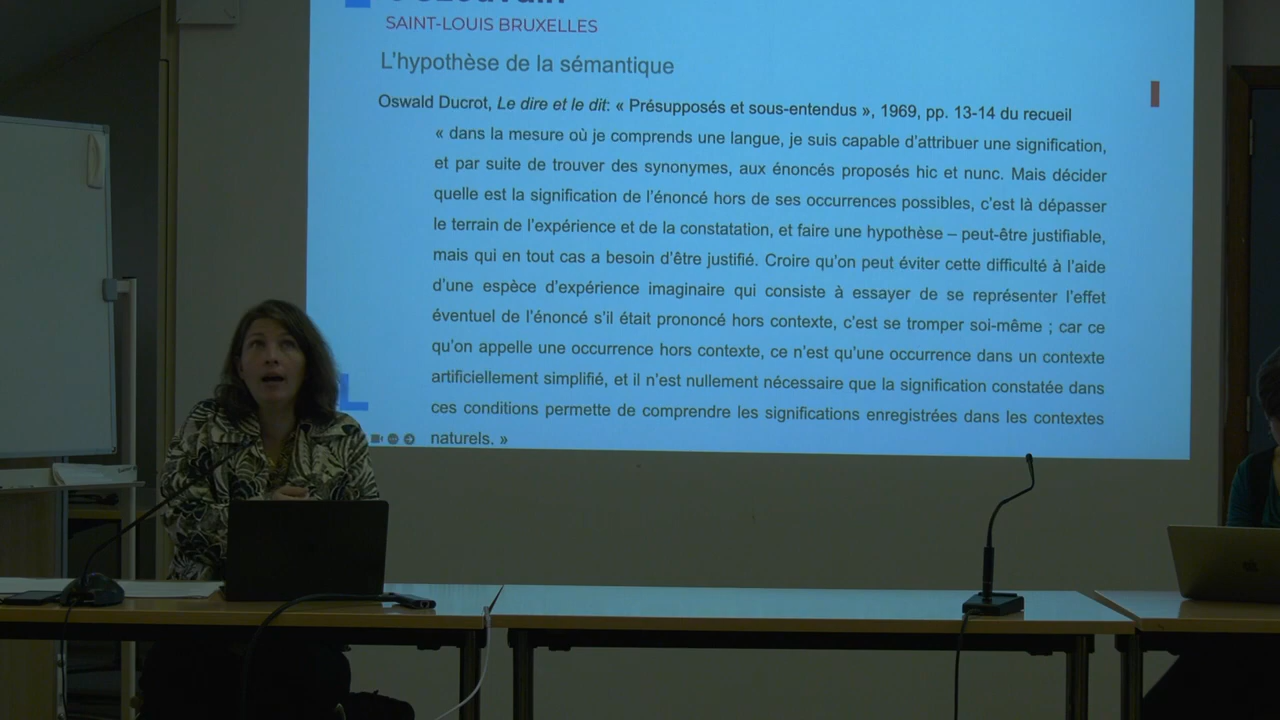 SAINT-LOUIS BRUXELLES
L'hypothèse de la sémantique
Oswald Ducrot, Le dire et le dit: « Présupposés et sous-entendus », 1969, pp. 13-14 du recueil
« dans la mesure où je comprends une langue, je suis capable d’attribuer une signification,
et par suite de trouver des synonymes, aux énoncés proposés hic et nunc. Mais décider
quelle est la signification de l’énoncé hors de ses occurrences possibles, c’est là dépasser
le terrain de l’expérience et de la constatation, et faire une hypothèse – peut-être justifiable,
mais qui en tout cas a besoin d’être justifié. Croire qu’on peut éviter cette difficulté à l’aide
d’une espèce d’expérience imaginaire qui consiste à essayer de se représenter l’effet
éventuel de l’énoncé s’il était prononcé hors contexte, c’est se tromper soi-même ; car ce
qu’on appelle une occurrence hors contexte, ce n’est qu’une occurrence dans un contexte
artificiellement simplifié, et il n’est nullement nécessaire que la signification constatée dans
ces conditions permette de comprendre les significations enregistrées dans les contextes
naturels. »